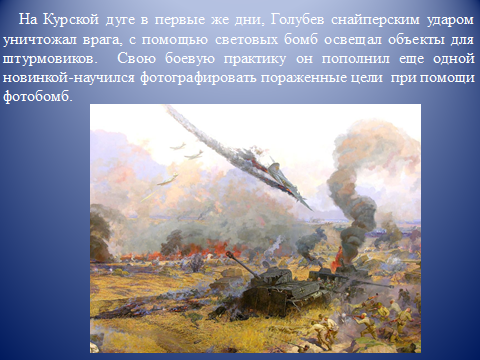 На Курской дуге в первые же дни, Голубев снайперским ударом
уничтожал врага, с помощью световых бомб освещал объекты для
штурмовиков. Свою боевую практику он пополнил еще одной
новинкой-научился фотографировать пораженные цели при помощи
фотобомб.